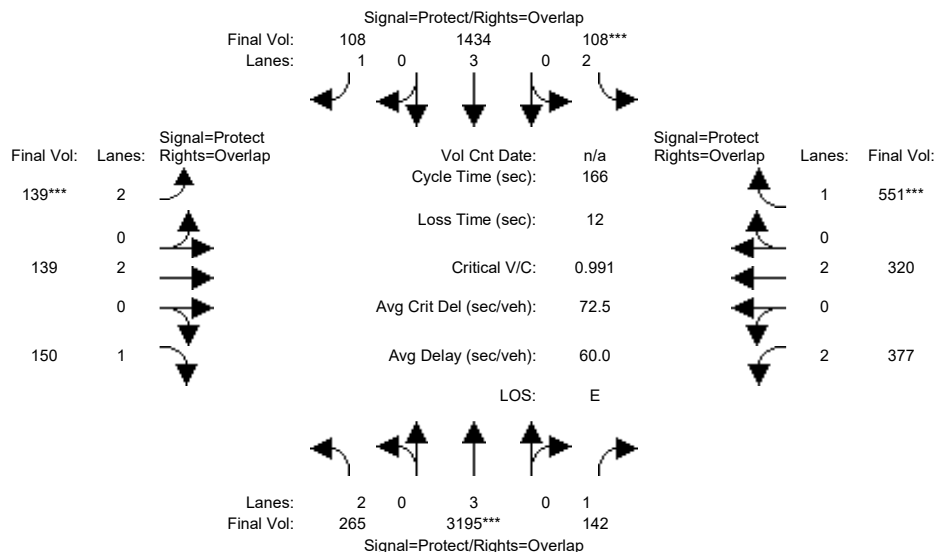 Signal=Protect/Rights=Overlap
Final Vol: 108 1434 108***
Lanes: 1 0 3 0 2
Signal=Protect Signal=Protect
Final Vol: Lanes: Rights=Overlap Vol Cnt Date: n/a Rights=Overlap Lanes: Final Vol:
Cycle Time (sec): 166
139*** 2 1 551***
Loss Time (sec): 12
0 0
139 2 Critical V/C: 0.991 2 320
0 Avg Crit Del (sec/veh): 72.5 0
150 1 Avg Delay (sec/veh): 60.0 2 377
LOS: E
Lanes: 2 0 3 0 1
Final Vol: 265 3195*** 142
Signal=Protect/Rights=Overlap